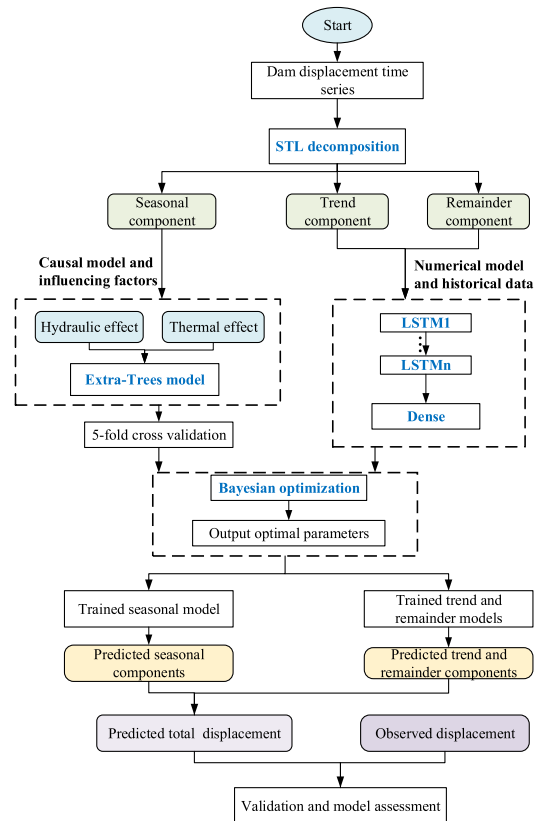 Start
Dam displacement time
series
STL decomposition
Seasonal
component
Trend
component
Remainder
component
Causal model and
influencing factors
Numerical model
and historical data
Hydraulic effect
Thermal effect
Extra-Trees model
LSTM1
LSTMn
Dense
5-fold cross validation
Bayesian optimization
Output optimal parameters
Trained seasonal model
Trained trend and
remainder models
Predicted seasonal
components
Predicted trend and
remainder components
Predicted total displacement
Observed displacement
Validation and model assessment